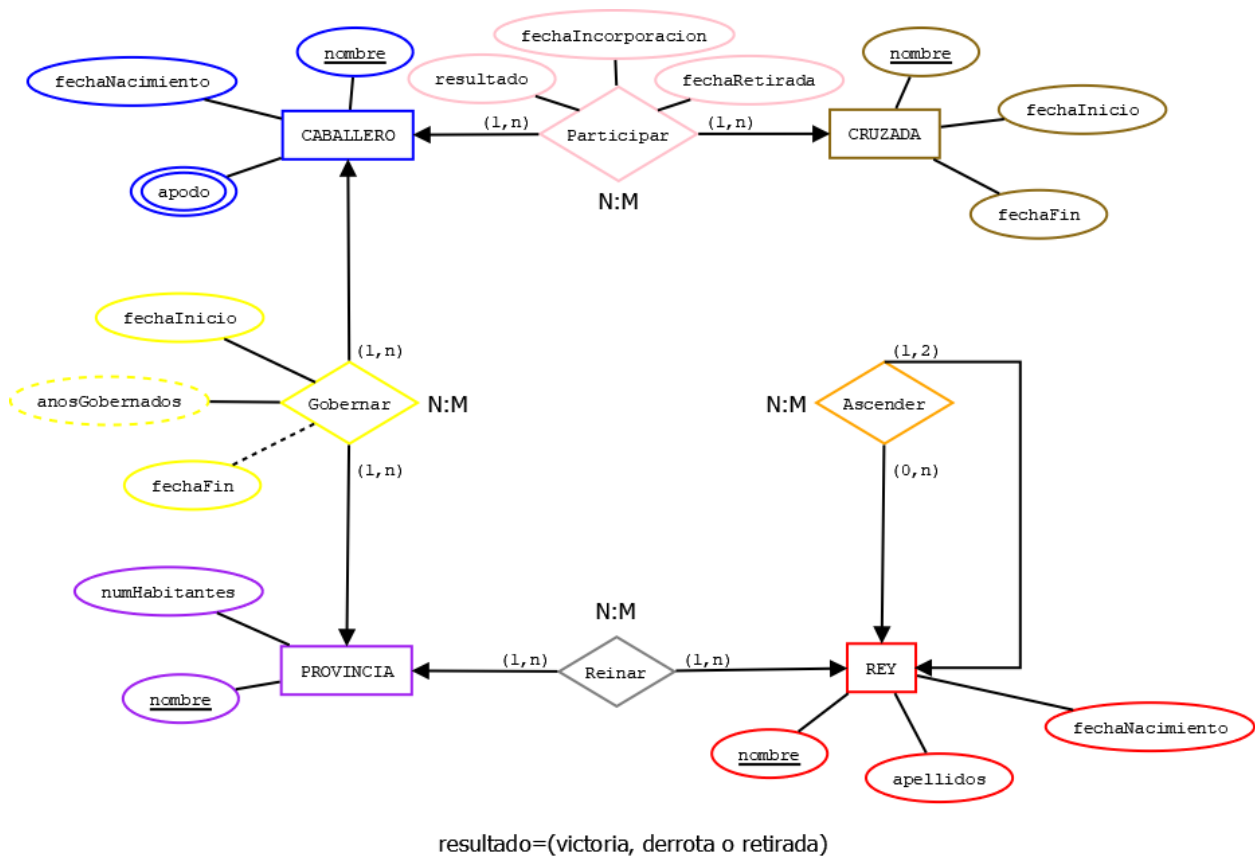 fechaIncorporacion
nombre
nombre
fechaNacimiento
resultado
fechaRetirada
fechaInicio
(1,n)
(1,n)
CABALLERO
Participar
CRUZADA
apodo
N:M
fechaFin
fechaInicio
(1,n)
(1,2)
anosGobernados
Gobernar
N:M
N:M
Ascender
(1,n)
(0,n)
fechaFin
numHabitantes
N:M
(1,n)
(1,n)
PROVINCIA
Reinar
REY
nombre
fechaNacimiento
nombre
apellidos
resultado=(victoria, derrota o retirada)